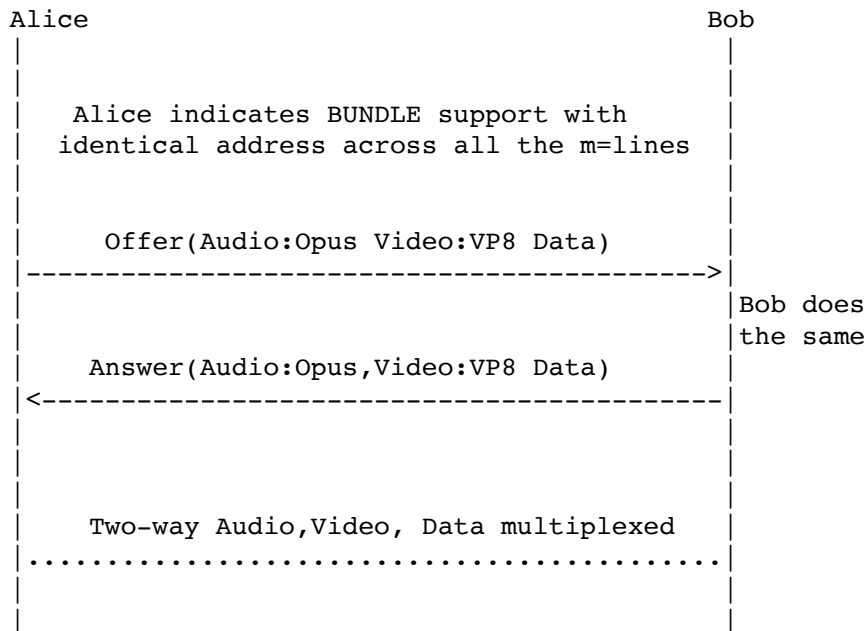 Alice Bob
Alice indicates BUNDLE support with
identical address across all the m=lines
Offer(Audio:Opus Video:VP8 Data)
Bob does
the same
Answer(Audio:Opus,Video:VP8 Data)
Two-way Audio,Video, Data multiplexed